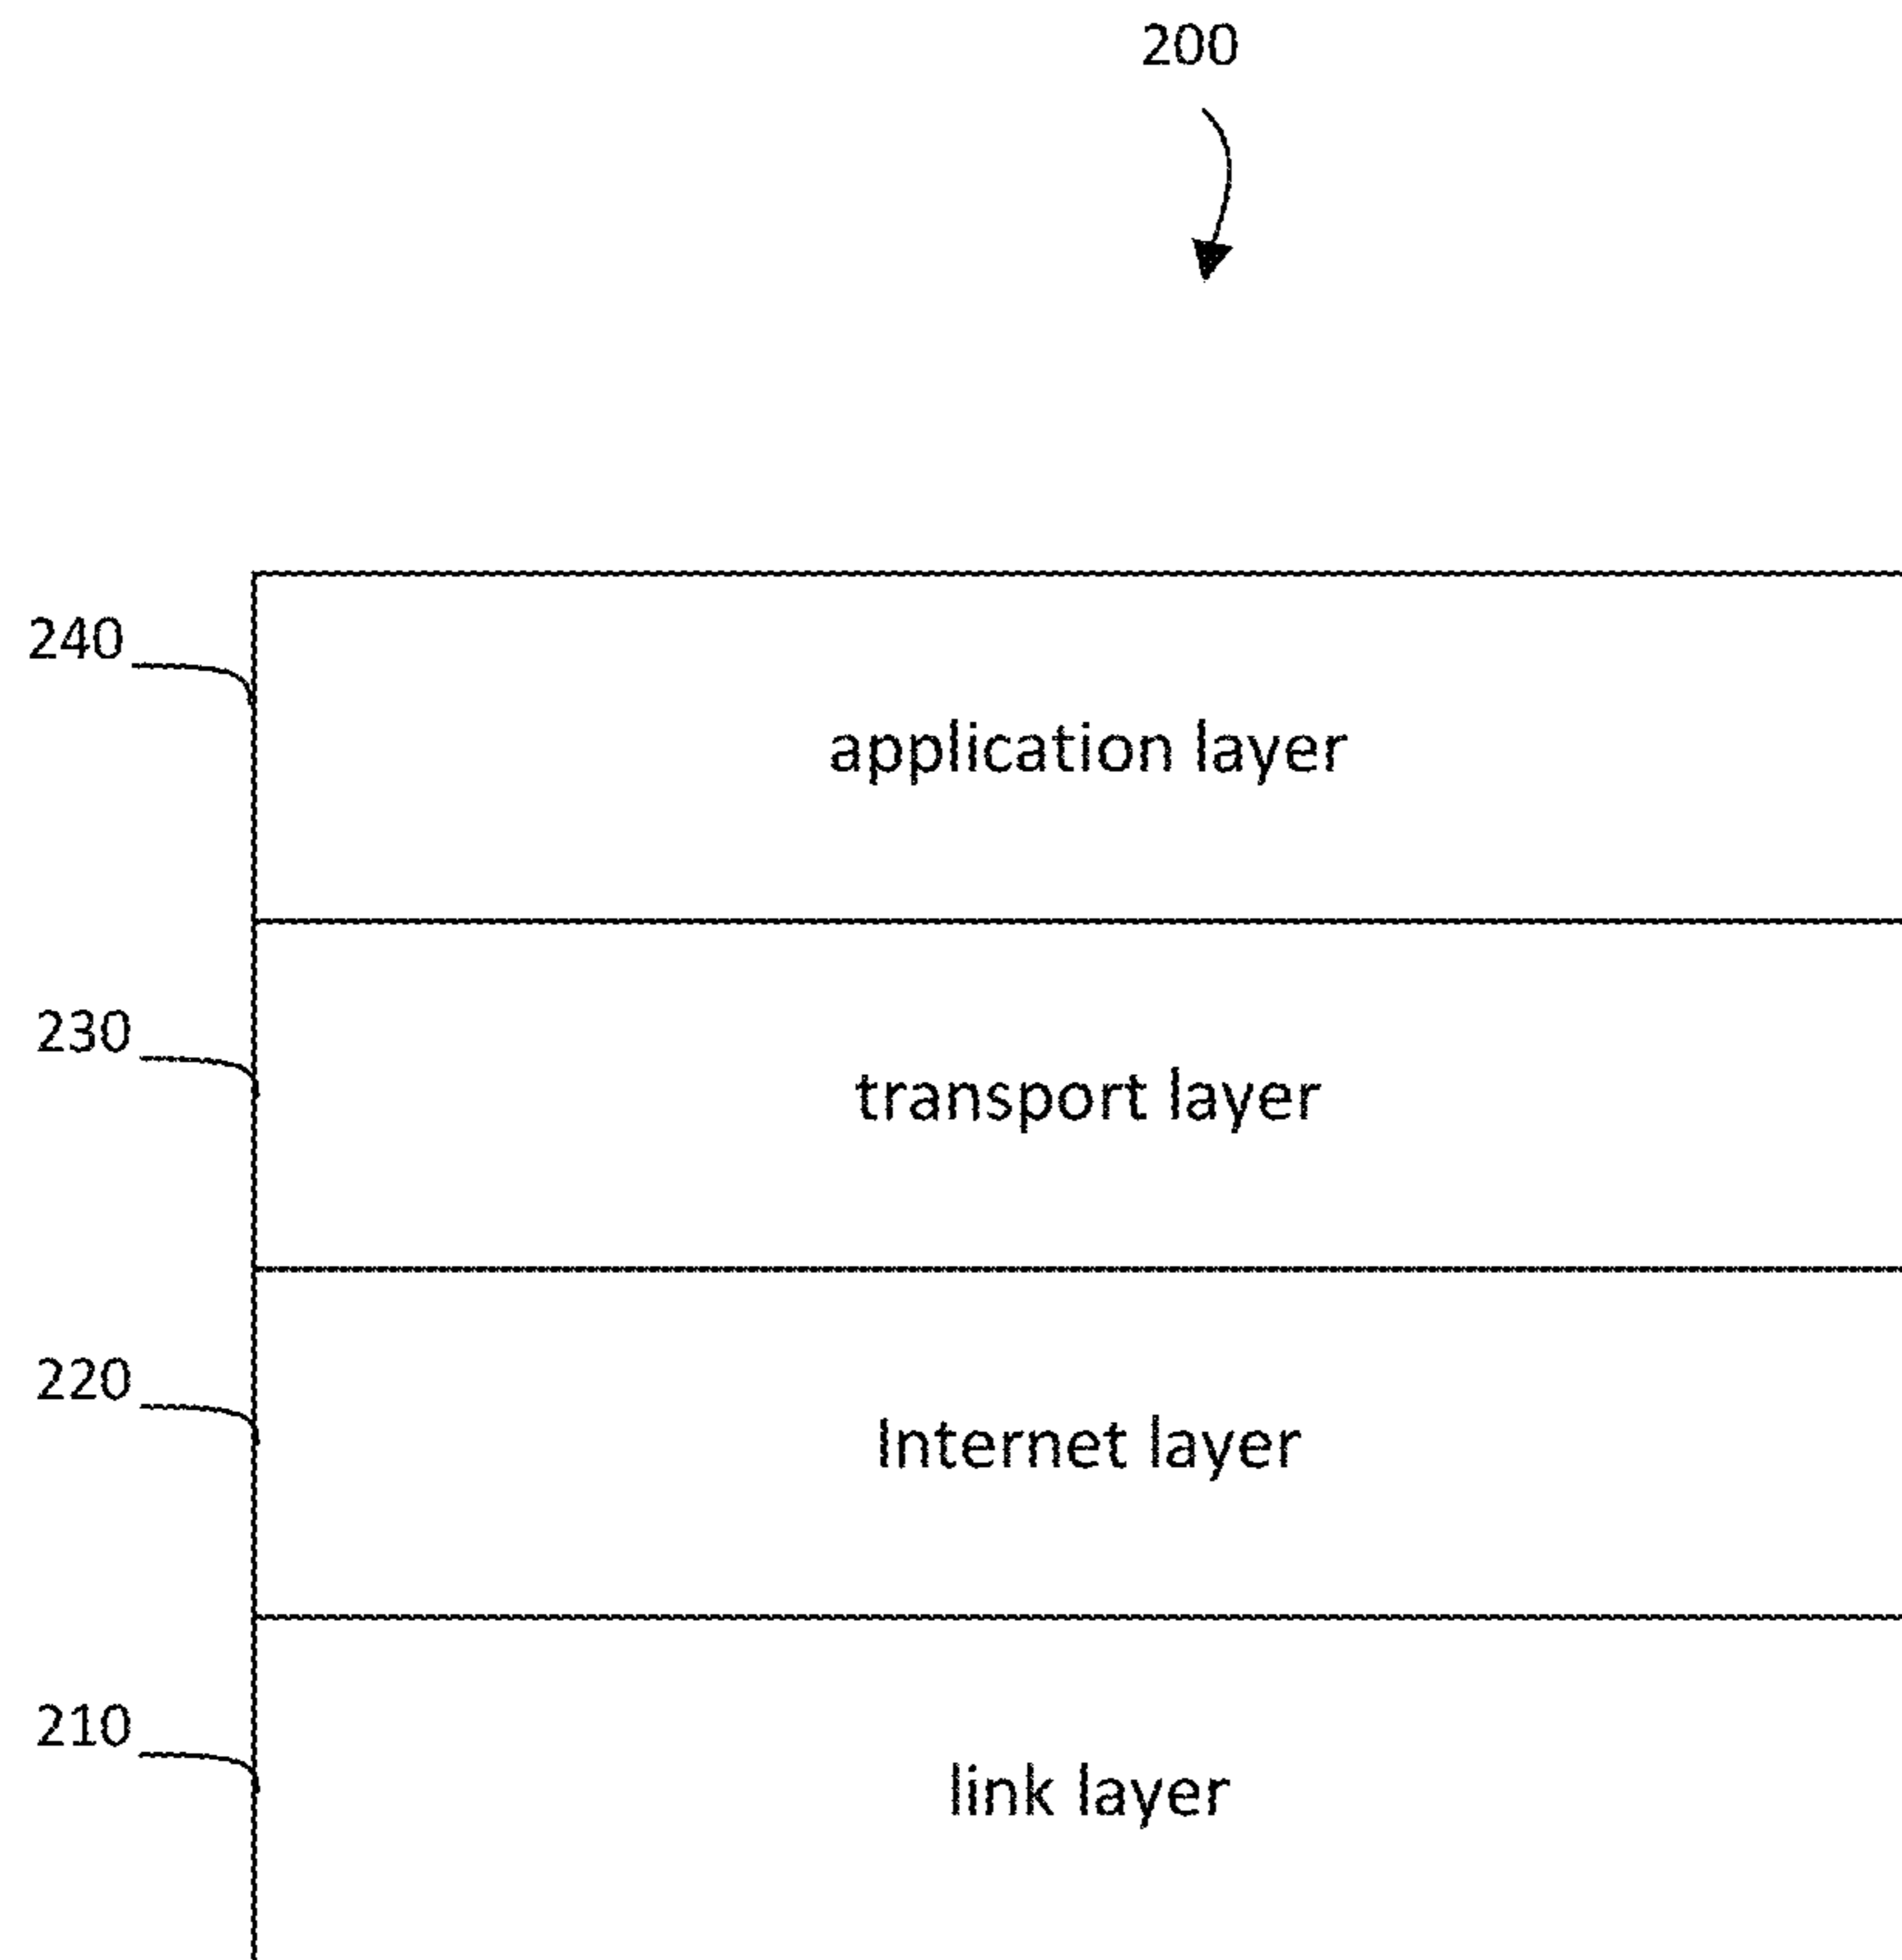 200
240
application layer
230
transport layer
220
Internet layer
210
link layer